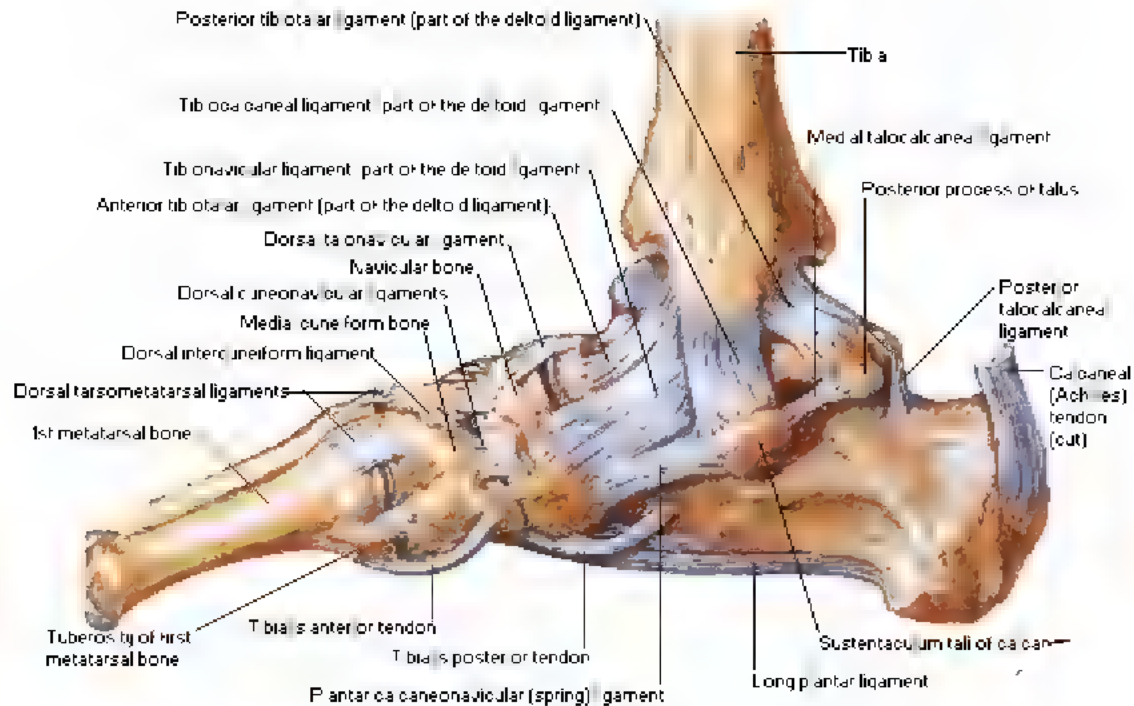 Posterior tibiotalar ligament (part of the deltoid ligament)
Tibia
Tibiocalcaneal ligament part of the deltoid ligament
Medial talocalcaneal ligament
Tibionavicular ligament part of the deltoid ligament
Posterior process of talus
Anterior tibiotalar ligament (part of the deltoid ligament)
Dorsal talonavicular ligament
Navicular bone
Dorsal cuneonavicular ligaments
Posterior
talocalcaneal
ligament
Medial cuneiform bone
Dorsal intercuneiform ligament
Calcaneal
(Achilles)
tendon
(cut)
Dorsal tarsometatarsal ligaments
1st metatarsal bone
Tuberosity of first
metatarsal bone
Tibialis anterior tendon
Tibialis posterior tendon
Sustentaculum tali of
Long plantar ligament
Plantar calcaneonavicular (spring) ligament